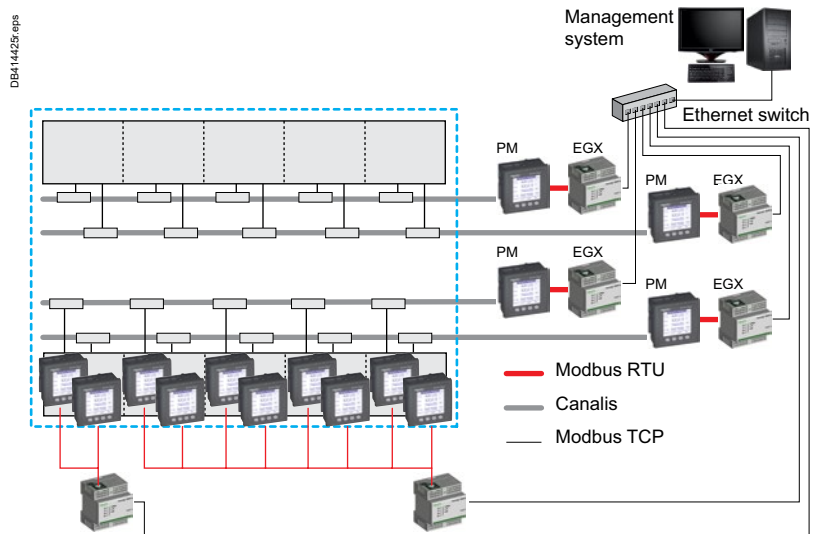 DB414425r.eps
Management
system
Ethernet switch
PM
EGX
PM
EGX
PM
EGX
PM
EGX
Modbus RTU
Canalis
Modbus TCP